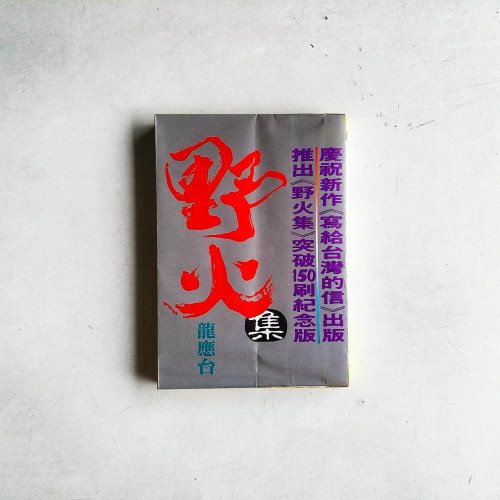 慶祝新作《寫給台灣的信》出版
推出《野火集》突破150刷紀念版
野火
集
龍應台